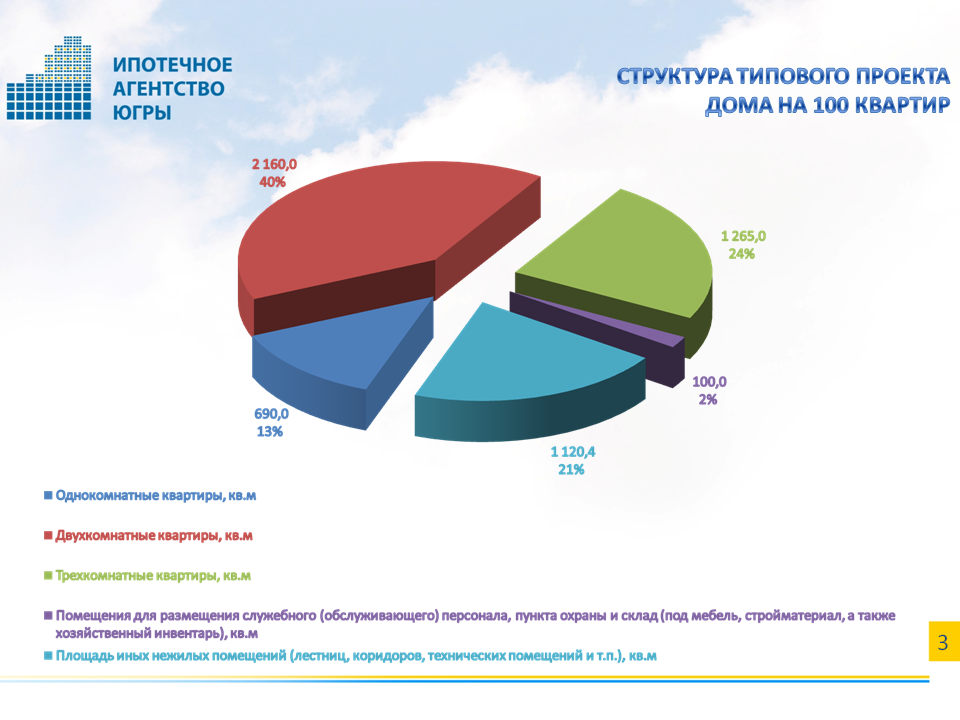 ИПОТЕЧНОЕ
АГЕНТСТВО
ЮГРЫ
СТРУКТУРА ТИПОВОГО ПРОЕКТА
ДОМА НА 100 КВАРТИР
2 160,0
40%
1 265,0
24%
100,0
2%
690,0
13%
1 120,4
21%
Однокомнатные квартиры, кв.м
Двухкомнатные квартиры, кв.м
Трехкомнатные квартиры, кв.м
Помещения для размещения служебного (обслуживающего) персонала, пункта охраны и склад (под мебель, стройматериал, а также
хозяйственный инвентарь), кв.м
Площадь иных нежилых помещений (лестниц, коридоров, технических помещений и т.п.), кв.м
3